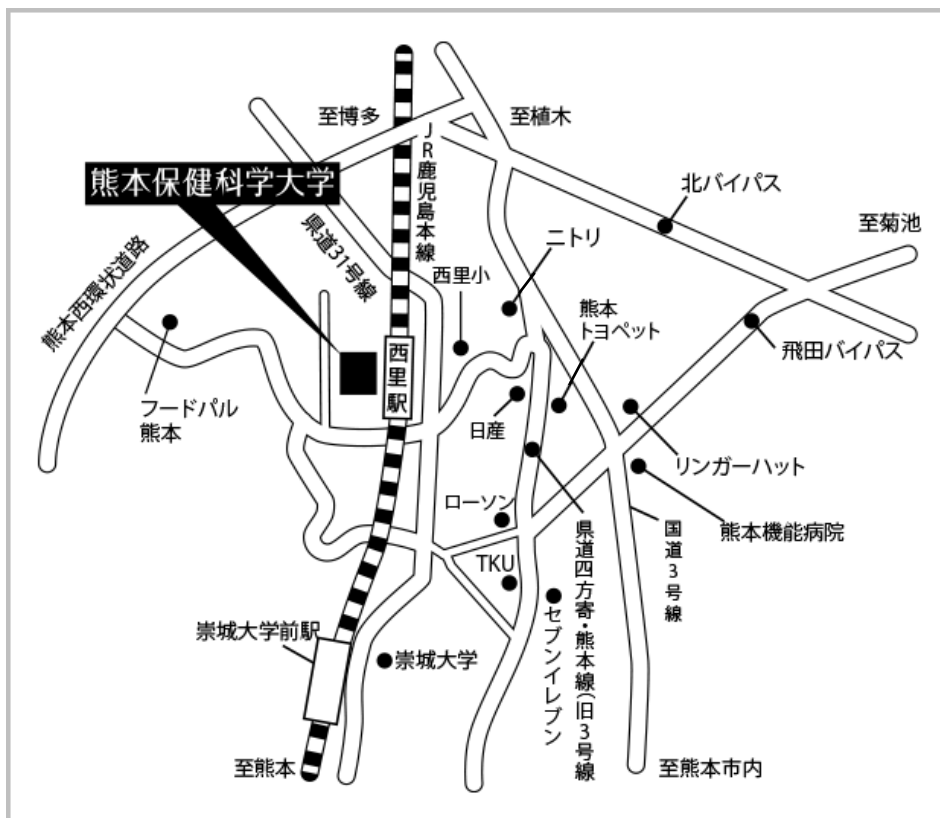 至博多
至植木
JR鹿児島本線
熊本保健科学大学
北バイパス
至菊池
県道31号線
ニトリ
西里小
熊本西環状道路
熊本
トヨペット
飛田バイパス
西里駅
フードパル
熊本
日産
リンガーハット
ローソン
県道四方寄・熊本線(旧3号線
国道3号線
熊本機能病院
TKU
セブンイレブン
崇城大学前駅
崇城大学
至熊本
至熊本市内